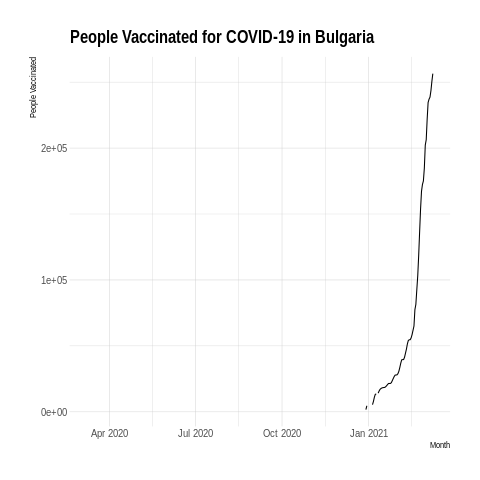 People Vaccinated for COVID-19 in Bulgaria
People Vaccinated
2e+05
1e+05
0e+00
Apr 2020 Jul 2020 Oct 2020 Jan 2021
Month